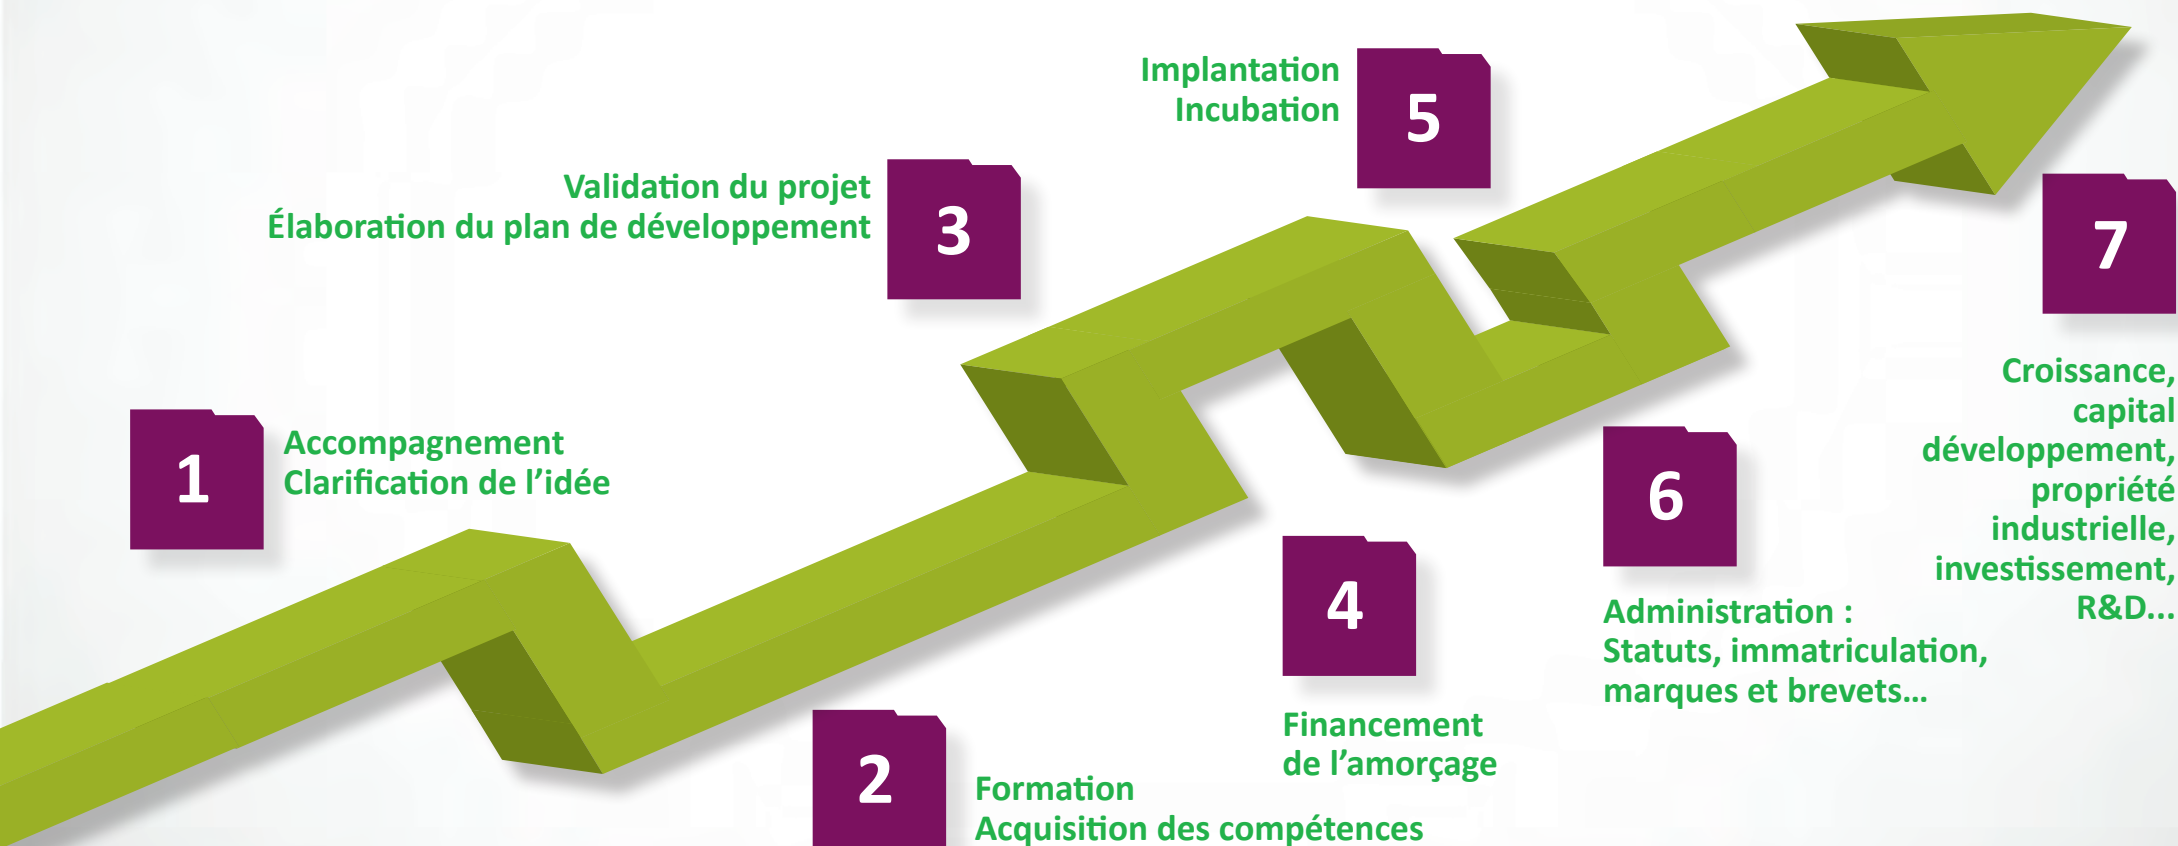 1
Accompagnement
Clarification de l’idée
2
Formation
Acquisition des compétences
3
Validation du projet
Élaboration du plan de développement
4
Financement
de l’amorçage
5
Implantation
Incubation
6
Administration :
Statuts, immatriculation,
marques et brevets...
7
Croissance,
capital
développement,
propriété
industrielle,
investissement,
R&D...